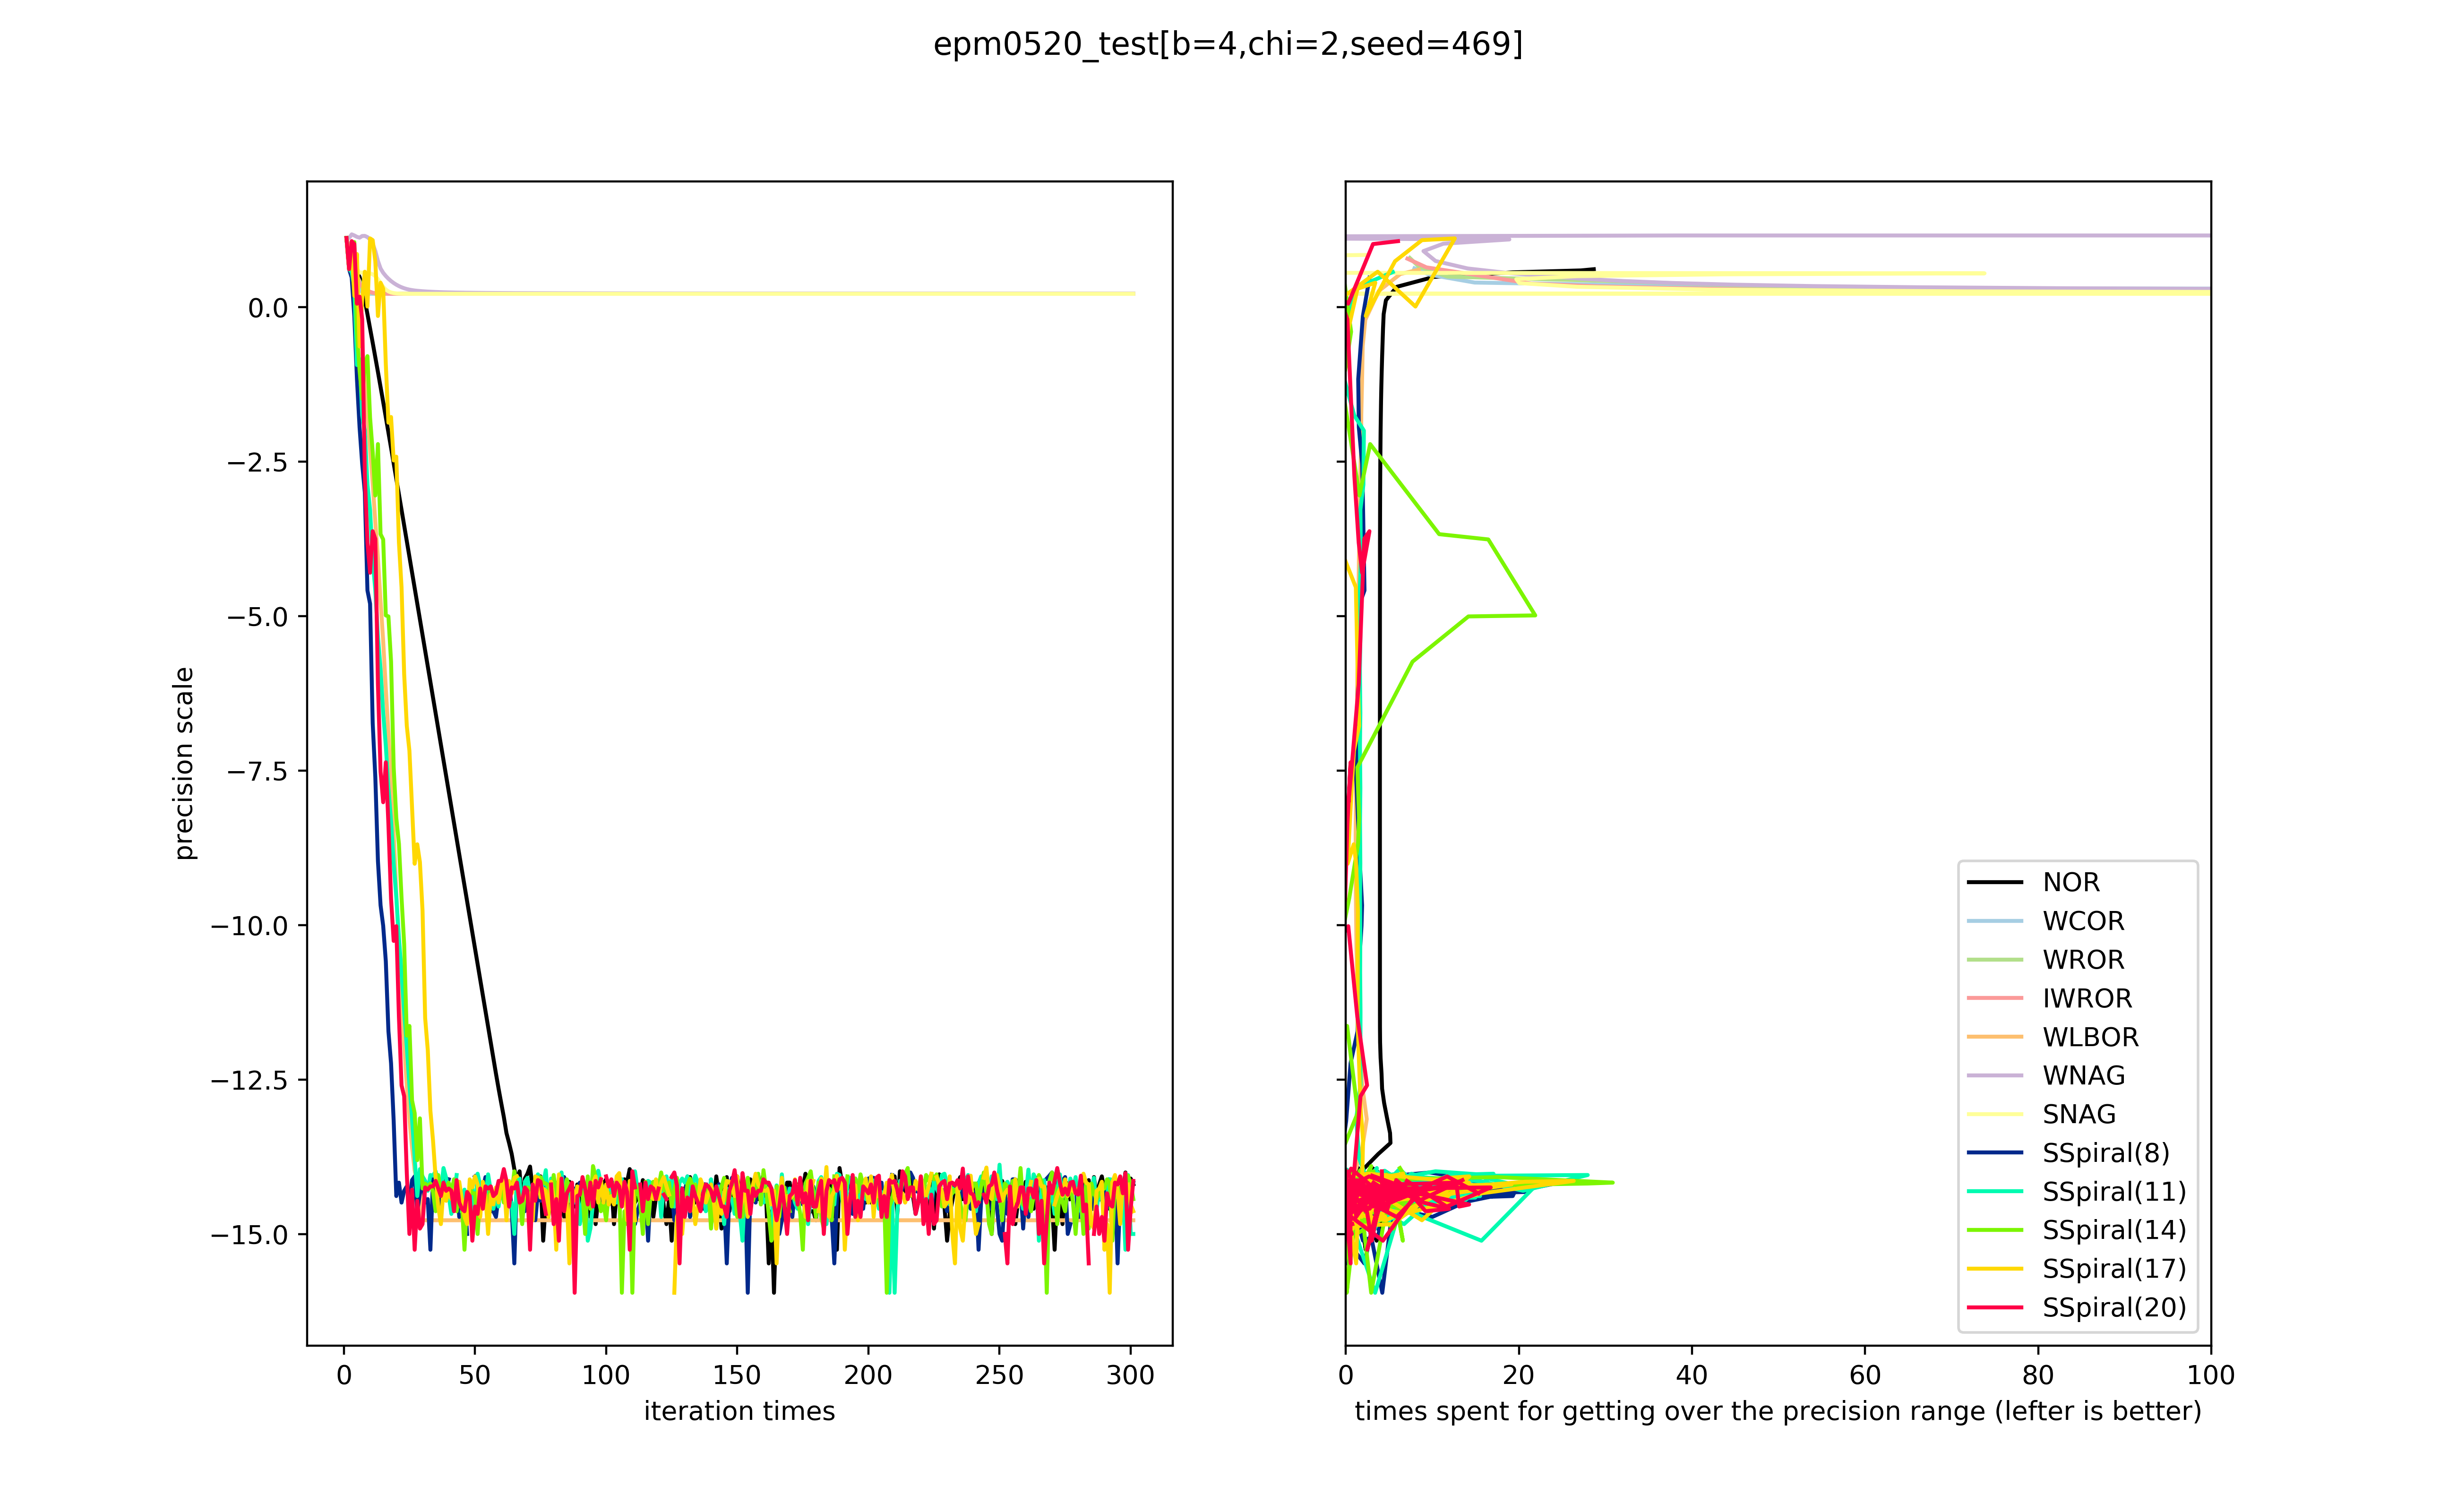 epm0520_test[b=4,chi=2,seed=469]
precision scale
0.0
−2.5
−5.0
−7.5
−10.0
−12.5
−15.0
0 50 100 150 200 250 300
iteration times
0 20 40 60 80 100
times spent for getting over the precision range (lefter is better)
NOR
WCOR
WROR
IWROR
WLBOR
WNAG
SNAG
SSpiral(8)
SSpiral(11)
SSpiral(14)
SSpiral(17)
SSpiral(20)